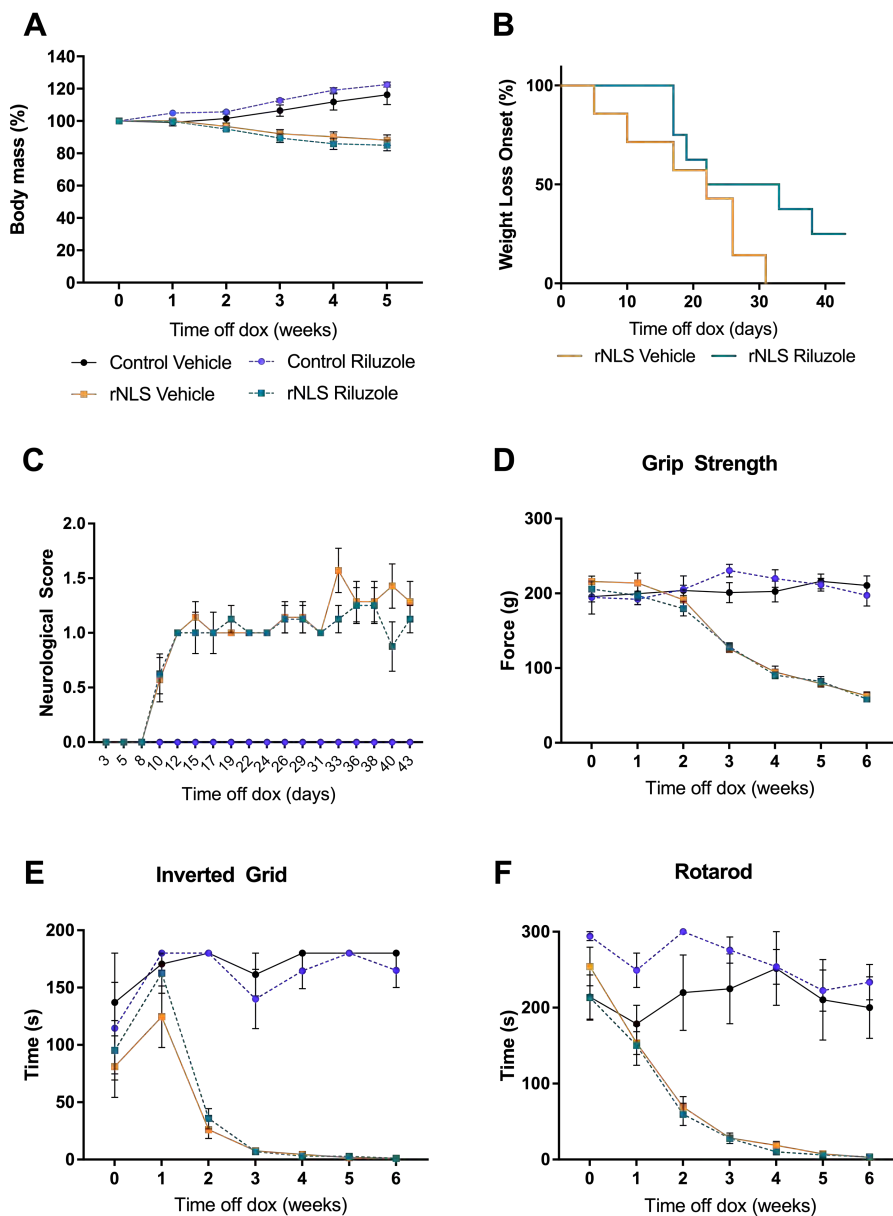 A
140
120
100
80
60
40
20
0
Body mass (%)
0 1 2 3 4 5
Time off dox (weeks)
Control Vehicle
Control Riluzole
rNLS Vehicle
rNLS Riluzole
B
100
50
0
Weight Loss Onset (%)
0 10 20 30 40
Time off dox (days)
rNLS Vehicle
rNLS Riluzole
C
2.0
1.5
1.0
0.5
0.0
Neurological Score
3 5 8 10 12 15 17 19 22 24 26 29 31 33 36 38 40 43
Time off dox (days)
D
Grip Strength
300
200
100
0
Force (g)
0 1 2 3 4 5 6
Time off dox (weeks)
E
Inverted Grid
200
150
100
50
0
Time (s)
0 1 2 3 4 5 6
Time off dox (weeks)
F
Rotarod
300
200
100
0
Time (s)
0 1 2 3 4 5 6
Time off dox (weeks)